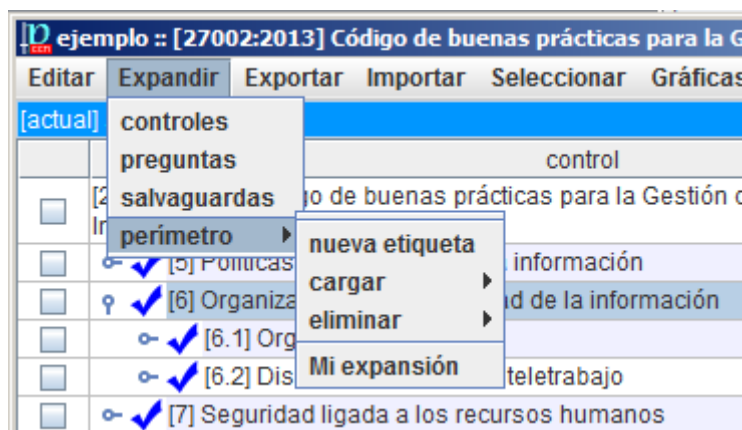 ejemplo :: [27002:2013] Código de buenas prácticas para la G
Editar Expandir Exportar Importar Seleccionar Gráficas
[actual]
controles
preguntas
salvaguardas
perímetro
nueva etiqueta
cargar
eliminar
Mi expansión
control
de buenas prácticas para la Gestión
[5] Políticas información
[6] Organiza d de la información
[6.1] Org
[6.2] Dis teletrabajo
[7] Seguridad ligada a los recursos humanos